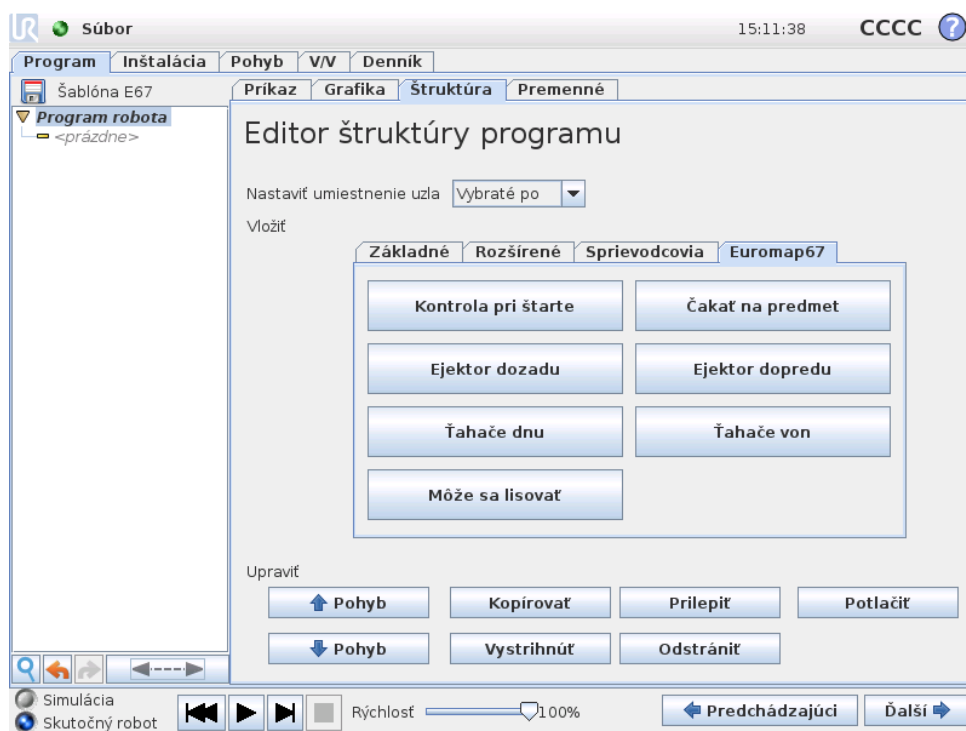 Súbor 15:11:38 CCCC ?
Program Inštalácia Pohyb V/V Denník
Šablóna E67 Príkaz Grafika Štruktúra Premenné
Program robota
<prázdne>
Editor štruktúry programu
Nastaviť umiestnenie uzla Vybraté po
Vložiť
Základné Rozšírené Sprievodcovia Euromap67
Kontrola pri štarte Čakať na predmet
Ejektor dozadu Ejektor dopredu
Ťahače dnu Ťahače von
Môže sa lisovať
Upraviť
Pohyb Kopírovať Prilepiť Potlačiť
Pohyb Vystrihnúť Odstrániť
Simulácia
Skutočný robot Rýchlosť 100% Predchádzajúci Ďalší